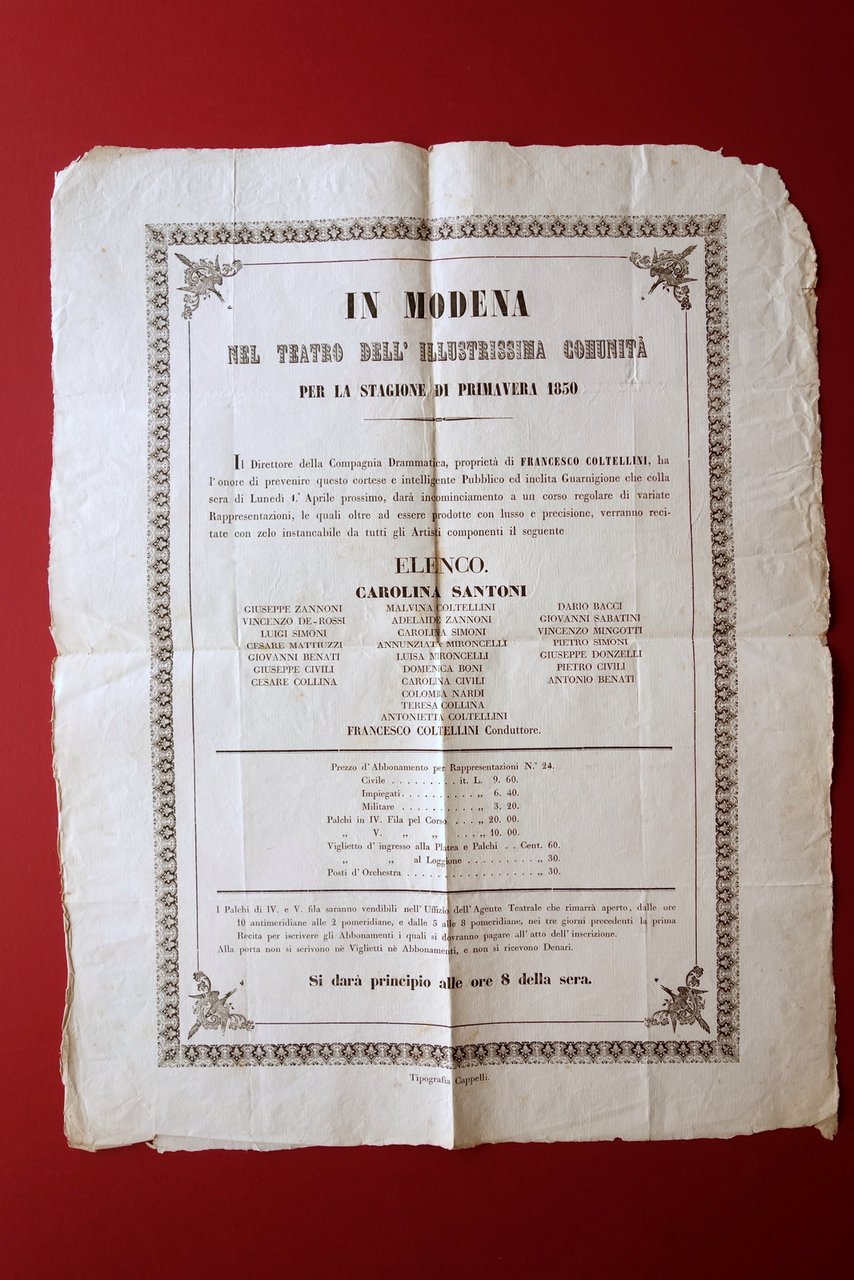 IN MODENA
NEL TEATRO DELL' ILLUSTRISSIMA COMUNITÀ
PER LA STAGIONE DI PRIMAVERA 1850
Il Direttore della Compagnia Drammatica, proprietà di FRANCESCO COLTELLINI, ha
l'onore di prevenire questo cortese e intelligente Pubblico ed inclita Guarnigione che colla
sera di Lunedì 1.° Aprile prossimo, darà incominciamento a un corso regolare di variate
Rappresentazioni, le quali oltre ad essere prodotte con lusso e precisione, verranno reci-
tate con zelo instancabile da tutti gli Artisti componenti il seguente
ELENCO.
CAROLINA SANTONI
GIUSEPPE ZANNONI MALVINA COLTELLINI DARIO BACCI
VINCENZO DE-ROSSI ADELAIDE ZANNONI GIOVANNI SABATINI
LUIGI SIMONI CAROLINA SIMONI VINCENZO MINGOTTI
CESARE MATTIUZZI ANNUNZIATA MIRONCELLI PIETRO SIMONI
GIOVANNI BENATI LUISA MIRONCELLI GIUSEPPE DONZELLI
GIUSEPPE CIVILI DOMENICA BONI PIETRO CIVILI
CESARE COLLINA CAROLINA CIVILI ANTONIO BENATI
COLOMBA NARDI
TERESA COLLINA
ANTONIETTA COLTELLINI
FRANCESCO COLTELLINI Conduttore.
Prezzo d'Abbonamento per Rappresentazioni N.° 24.
Civile . . . . . . . . . it. L. 9. 60.
Impiegati . . . . . . . . . . „ 6. 40.
Militare . . . . . . . . . . „ 3. 20.
Palchi in IV. Fila pel Corso . . . „ 20. 00.
„ V. „ „ . . . „ 10. 00.
Viglietto d' ingresso alla Platea e Palchi . . Cent. 60.
„ „ al Loggione . . . . . . . . . . „ 30.
Posti d' Orchestra . . . . . . . . . . . . . . . . . „ 30.
I Palchi di IV. e V. fila saranno vendibili nell' Uffizio dell' Agente Teatrale che rimarrà aperto, dalle ore
10 antimeridiane alle 2 pomeridiane, e dalle 5 alle 8 pomeridiane, nei tre giorni precedenti la prima
Recita per iscrivere gli Abbonamenti i quali si dovranno pagare all' atto dell' inscrizione.
Alla porta non si scrivono nè Viglietti nè Abbonamenti, e non si ricevono Denari.
Si darà principio alle ore 8 della sera.
Tipografia Cappelli.